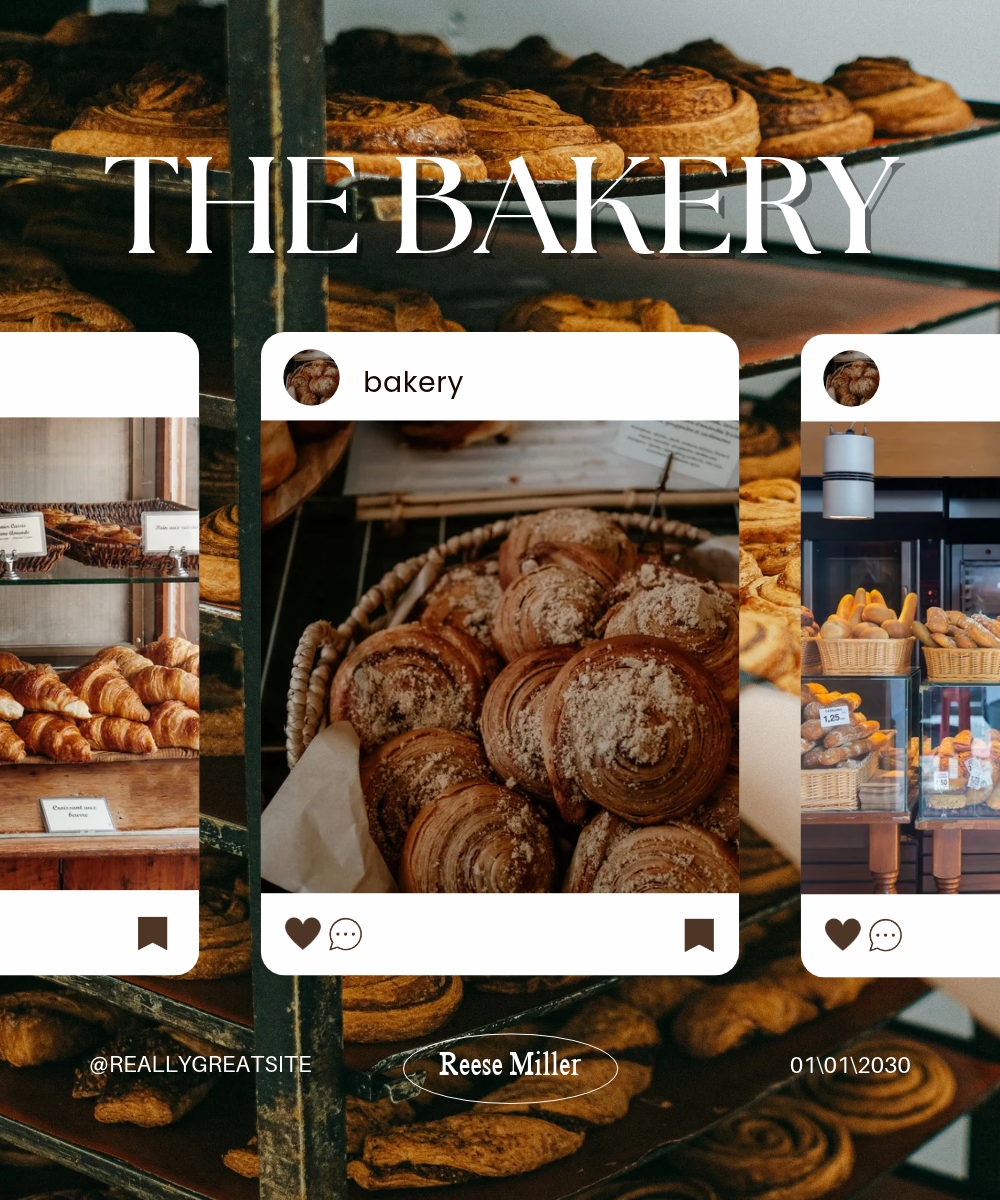 THE BAKERY
bakery
Croissant aux
beurre
1,25
@REALLYGREATSITE
Reese Miller
01\01\2030